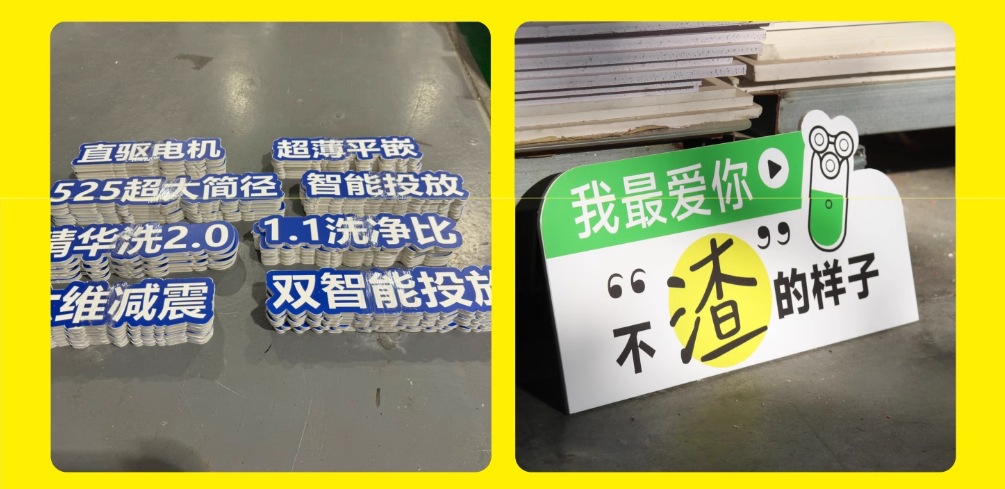 直驱电机
超薄平嵌
525超大筒径
智能投放
精华洗2.0
1.1洗净比
维减震
双智能投放
我最爱你
“ ”
不渣的样子